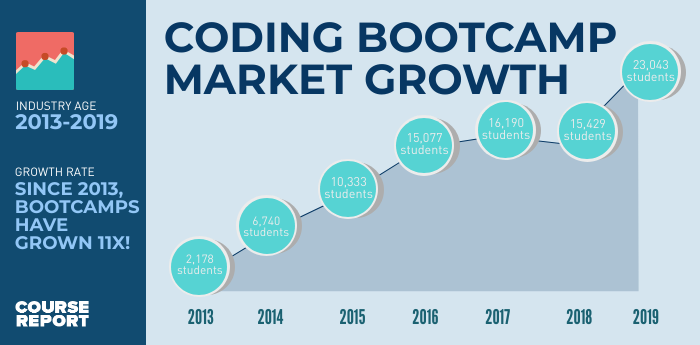 CODING BOOTCAMP
MARKET GROWTH
INDUSTRY AGE
2013-2019
GROWTH RATE
SINCE 2013,
BOOTCAMPS
HAVE
GROWN 11X!
COURSE
REPORT
2,178
students
6,740
students
10,333
students
15,077
students
16,190
students
15,429
students
23,043
students
2013 2014 2015 2016 2017 2018 2019